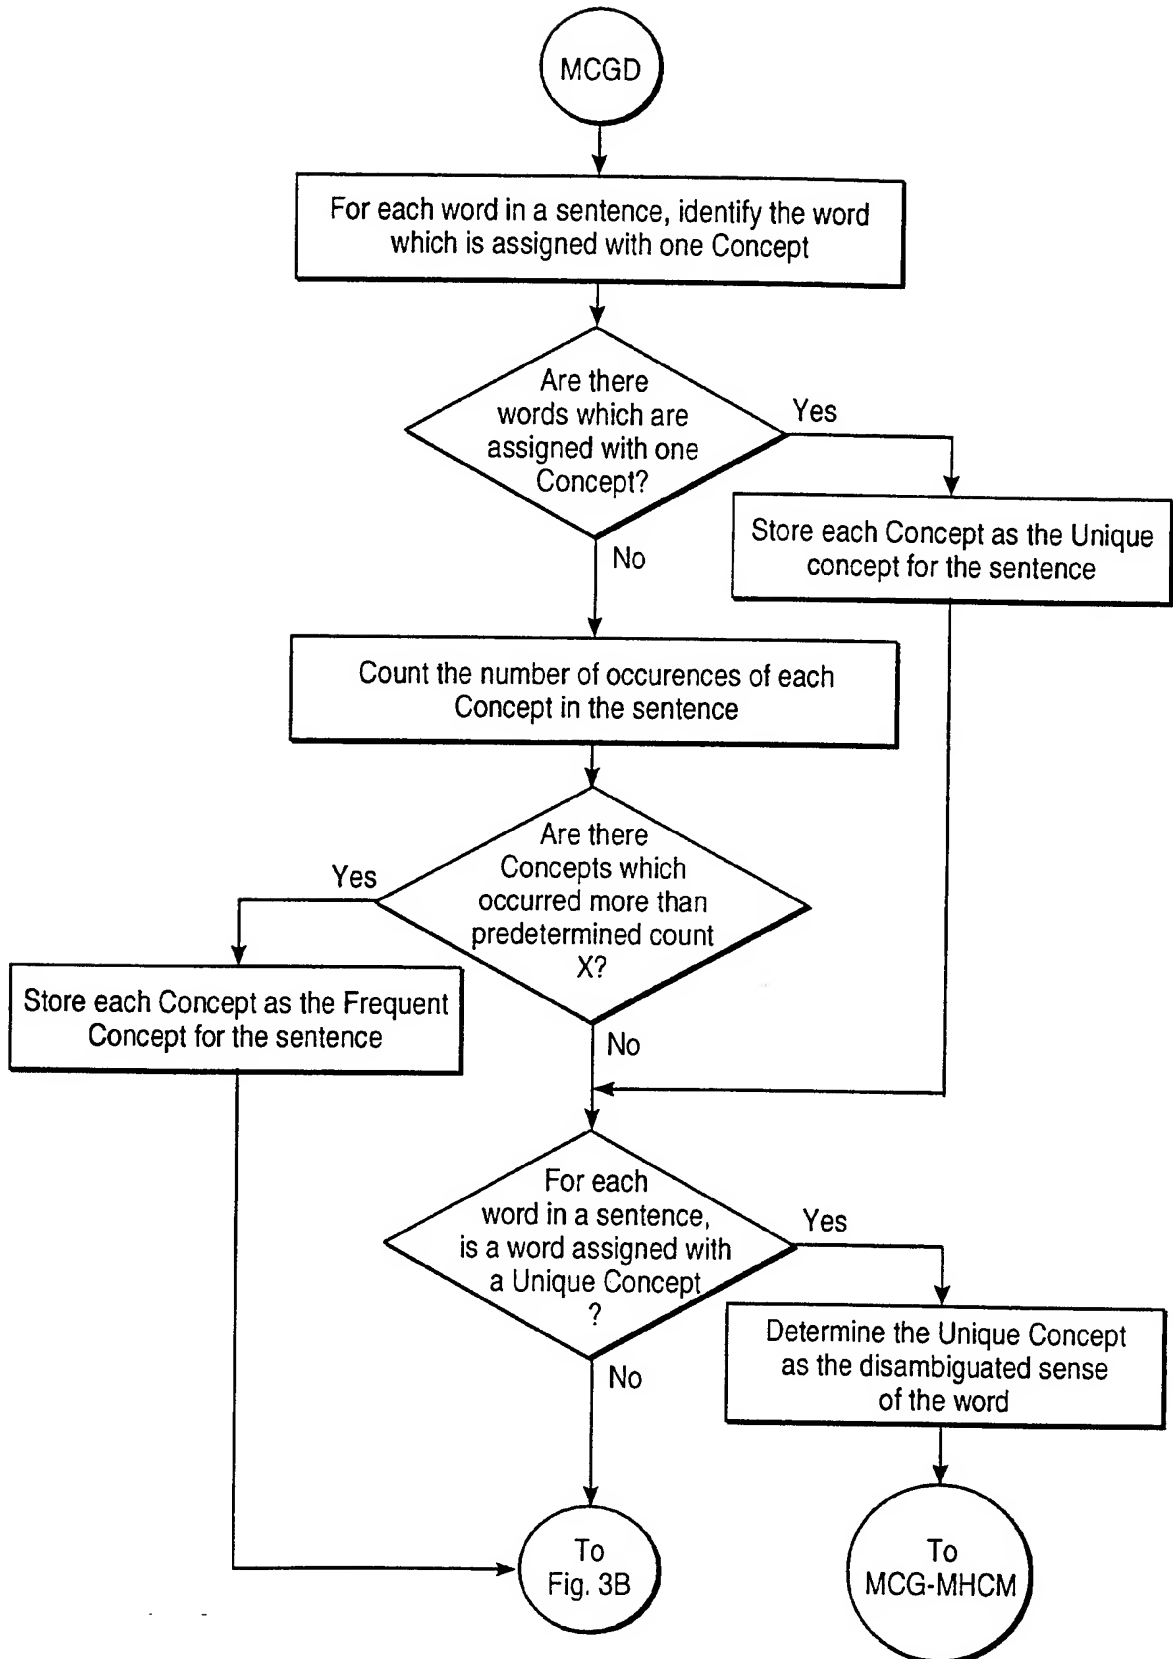 MCGD
For each word in a sentence, identify the word
which is assigned with one Concept
Are there
words which are
assigned with one
Concept?
Yes
No
Store each Concept as the Unique
concept for the sentence
Count the number of occurences of each
Concept in the sentence
Are there
Concepts which
occurred more than
predetermined count
X?
Yes
No
Store each Concept as the Frequent
Concept for the sentence
For each
word in a sentence,
is a word assigned with
a Unique Concept
?
Yes
No
Determine the Unique Concept
as the disambiguated sense
of the word
To
Fig. 3B
To
MCG-MHCM